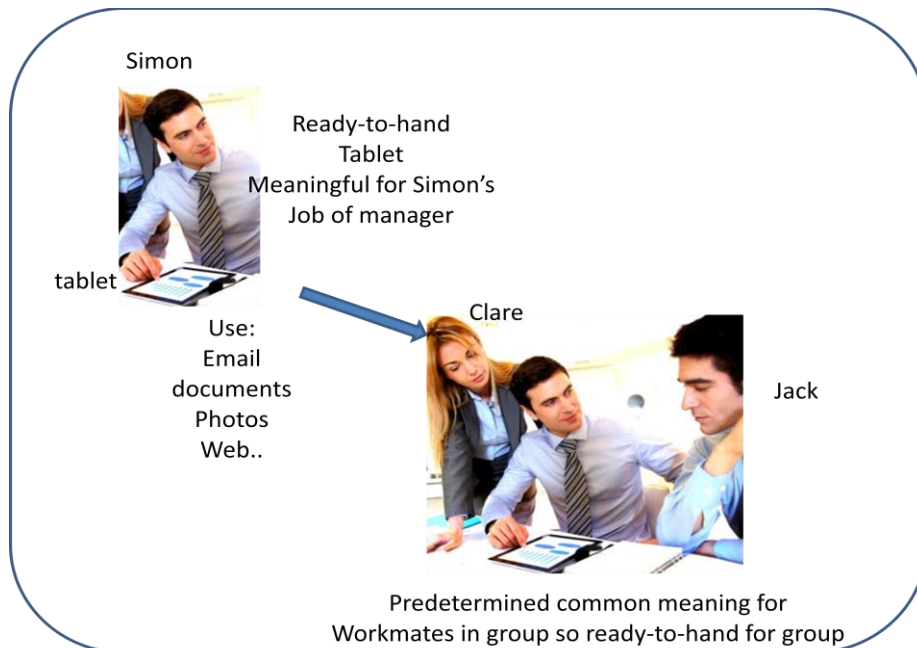 Simon
Ready-to-hand
Tablet
Meaningful for Simon's
Job of manager
tablet
Use:
Email
documents
Photos
Web..
Clare
Jack
Predetermined common meaning for
Workmates in group so ready-to-hand for group